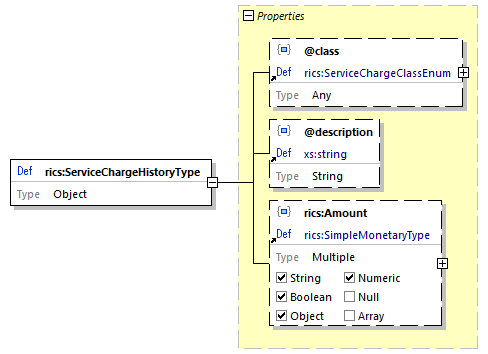 Properties
@class
Def rics:ServiceChargeClassEnum
Type Any
@description
Def xs:string
Type String
Def rics:ServiceChargeHistoryType
Type Object
rics:Amount
Def rics:SimpleMonetaryType
Type Multiple
String Numeric
Boolean Null
Object Array